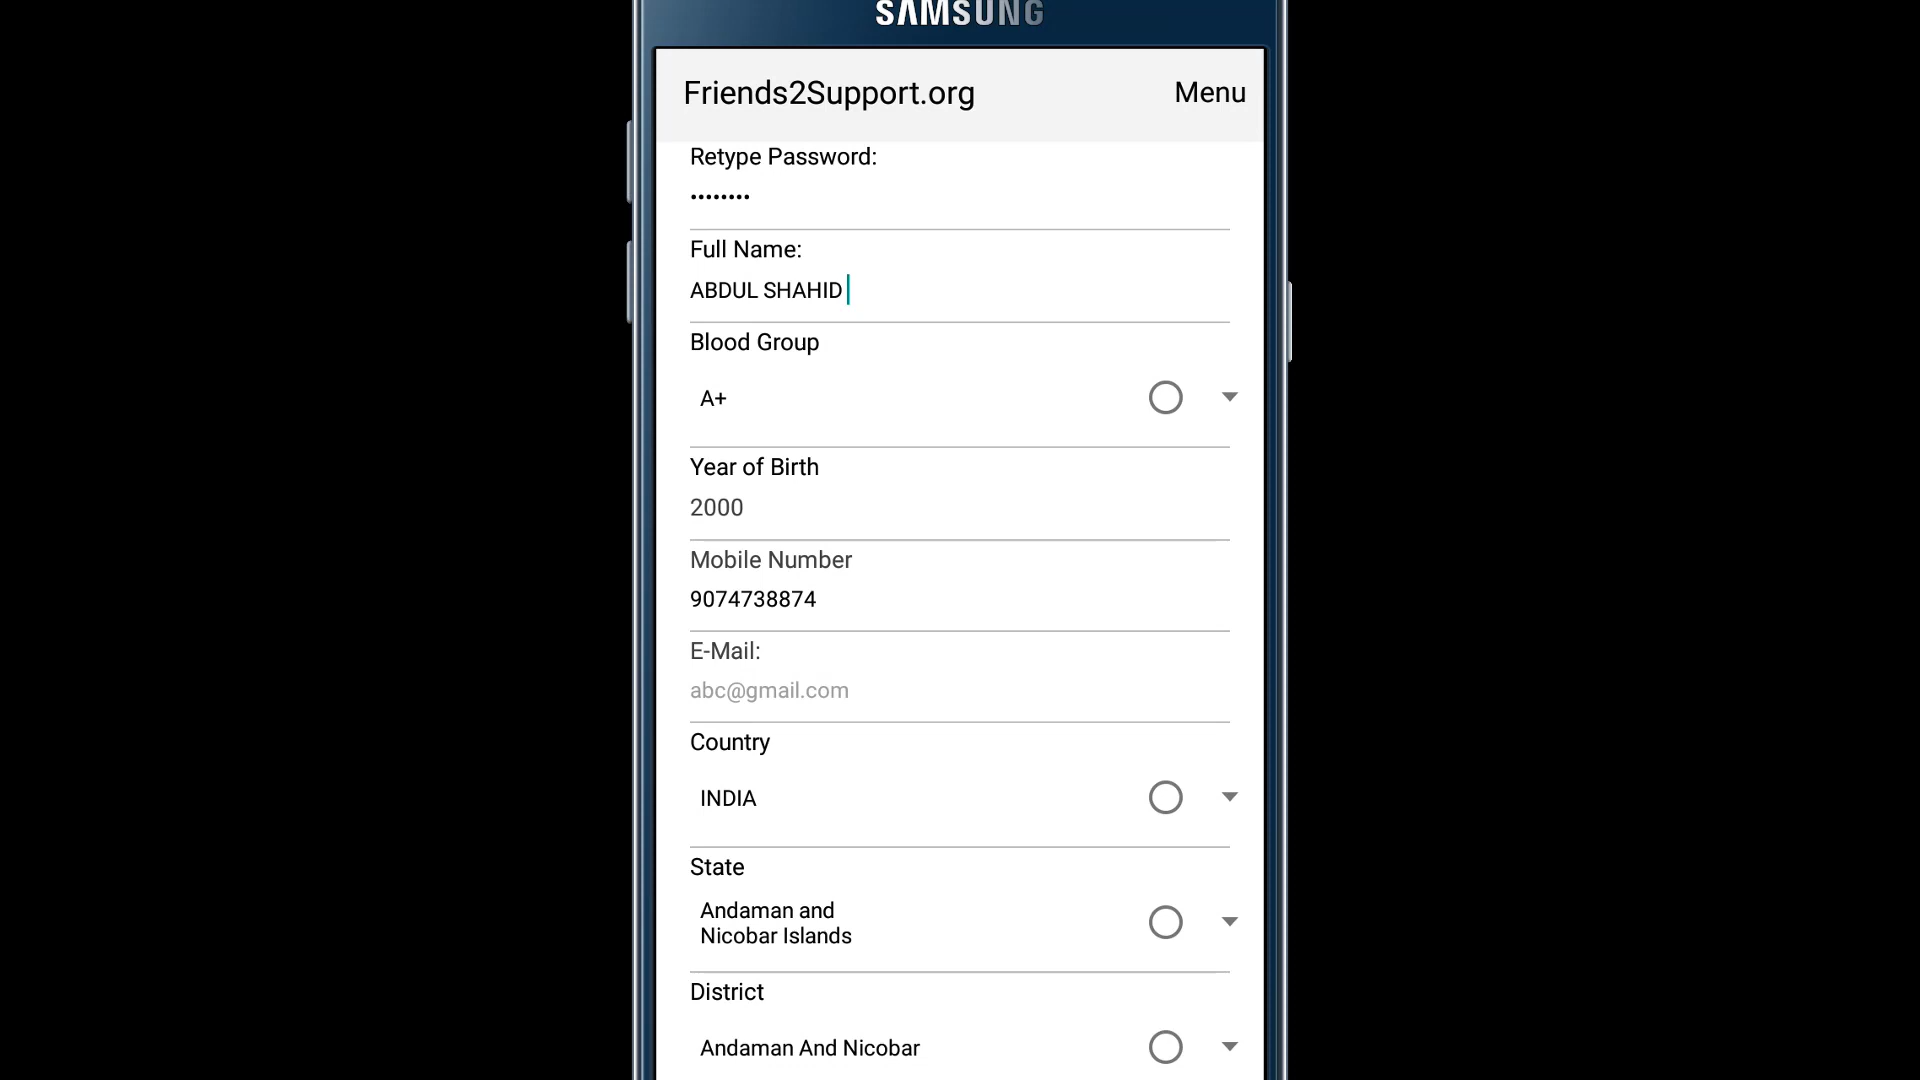 SAMSUNG
Friends2Support.org
Menu
Retype Password:
••••••••
Full Name:
ABDUL SHAHID
Blood Group
A+
Year of Birth
2000
Mobile Number
9074738874
E-Mail:
abc@gmail.com
Country
INDIA
State
Andaman and
Nicobar Islands
District
Andaman And Nicobar